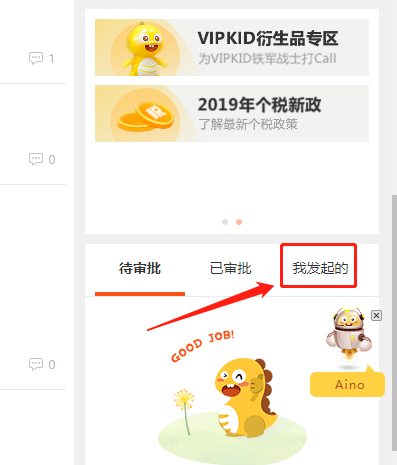 1
VIPKID衍生品专区
为VIPKID铁军战士打Call
2019年个税新政
了解最新个税政策
0
待审批
已审批
我发起的
GOOD JOB!
0
Aino